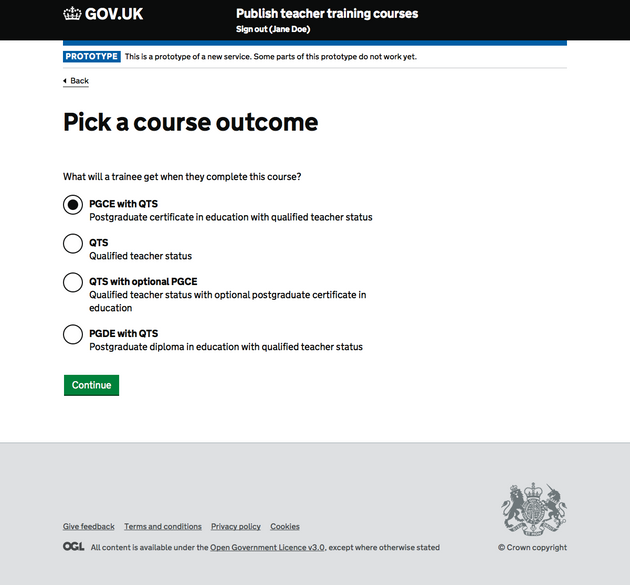 GOV.UK
Publish teacher training courses
Sign out (Jane Doe)
PROTOTYPE This is a prototype of a new service. Some parts of this prototype do not work yet.
Back
Pick a course outcome
What will a trainee get when they complete this course?
PGCE with QTS
Postgraduate certificate in education with qualified teacher status
QTS
Qualified teacher status
QTS with optional PGCE
Qualified teacher status with optional postgraduate certificate in
education
PGDE with QTS
Postgraduate diploma in education with qualified teacher status
Continue
Give feedback Terms and conditions Privacy policy Cookies
OGL All content is available under the Open Government Licence v3.0, except where otherwise stated
© Crown copyright